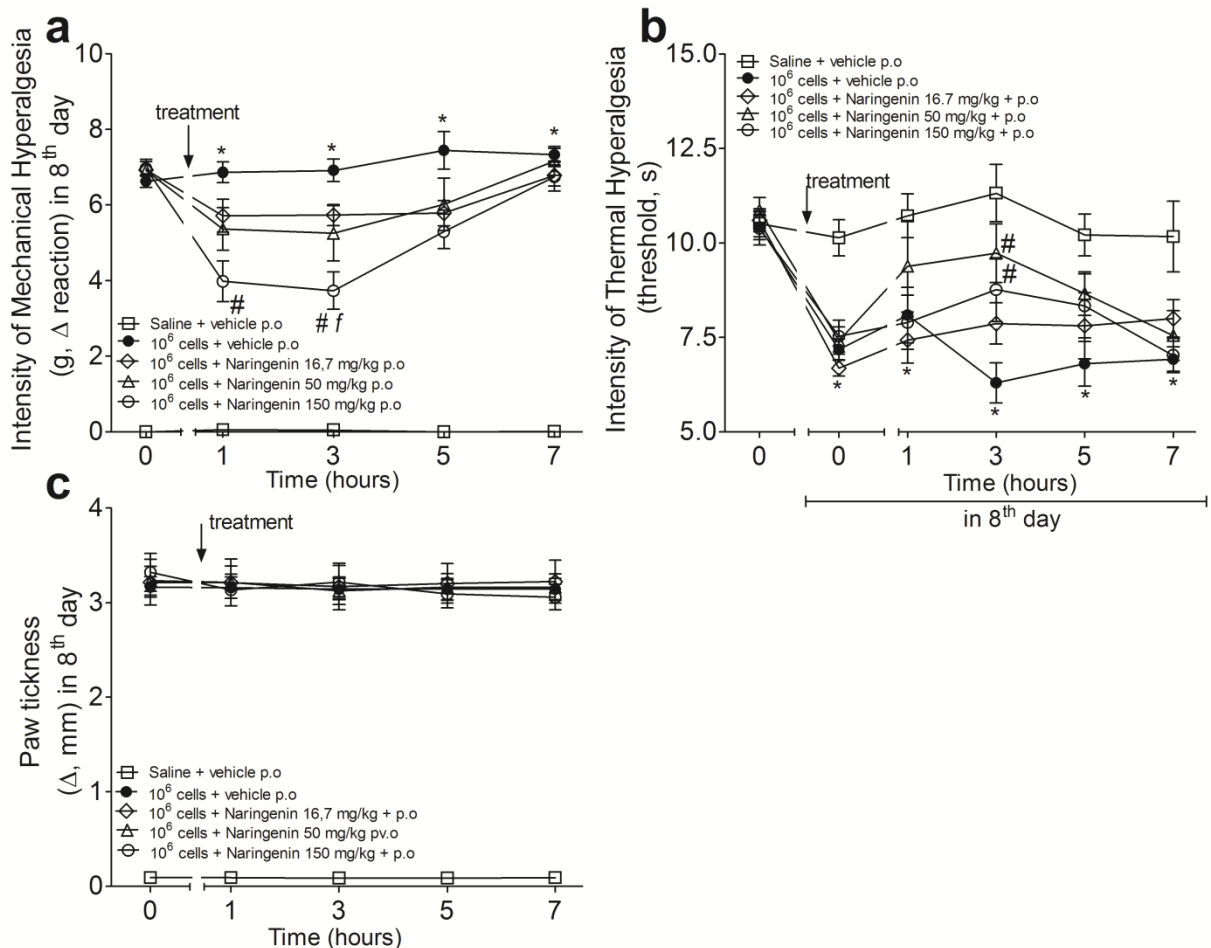 a
Intensity of Mechanical Hyperalgesia
(g, Δ reaction) in 8th day
10
8
6
4
2
0
treatment
*
*
*
*
#
# f
Saline + vehicle p.o
10⁶ cells + vehicle p.o
10⁶ cells + Naringenin 16,7 mg/kg p.o
10⁶ cells + Naringenin 50 mg/kg p.o
10⁶ cells + Naringenin 150 mg/kg p.o
0 1 3 5 7
Time (hours)
b
Intensity of Thermal Hyperalgesia
(threshold, s)
15.0
12.5
10.0
7.5
5.0
Saline + vehicle p.o
10⁶ cells + vehicle p.o
10⁶ cells + Naringenin 16.7 mg/kg + p.o
10⁶ cells + Naringenin 50 mg/kg + p.o
10⁶ cells + Naringenin 150 mg/kg + p.o
treatment
#
#
*
*
*
*
*
0 0 1 3 5 7
Time (hours)
in 8th day
c
Paw tickness
(Δ, mm) in 8th day
4
3
2
1
0
treatment
Saline + vehicle p.o
10⁶ cells + vehicle p.o
10⁶ cells + Naringenin 16,7 mg/kg + p.o
10⁶ cells + Naringenin 50 mg/kg pv.o
10⁶ cells + Naringenin 150 mg/kg + p.o
0 1 3 5 7
Time (hours)